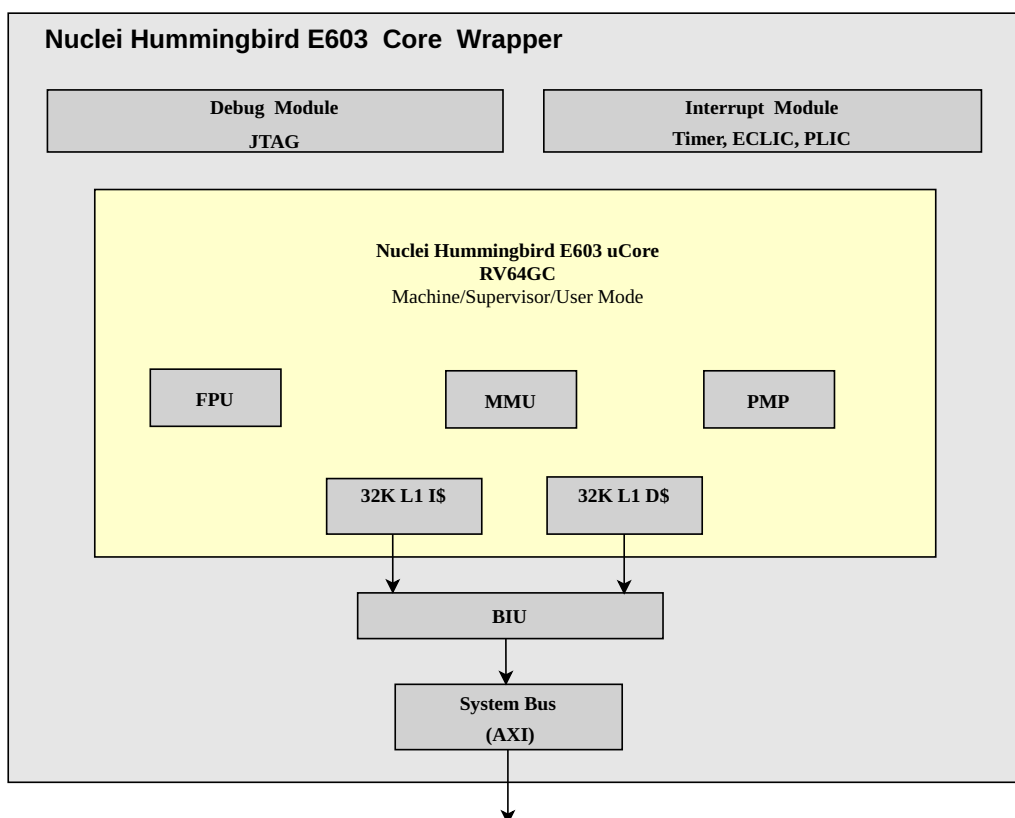 Nuclei Hummingbird E603 Core Wrapper
Debug Module
JTAG
Interrupt Module
Timer, ECLIC, PLIC
Nuclei Hummingbird E603 uCore
RV64GC
Machine/Supervisor/User Mode
FPU
MMU
PMP
32K L1 I$
32K L1 D$
BIU
System Bus
(AXI)